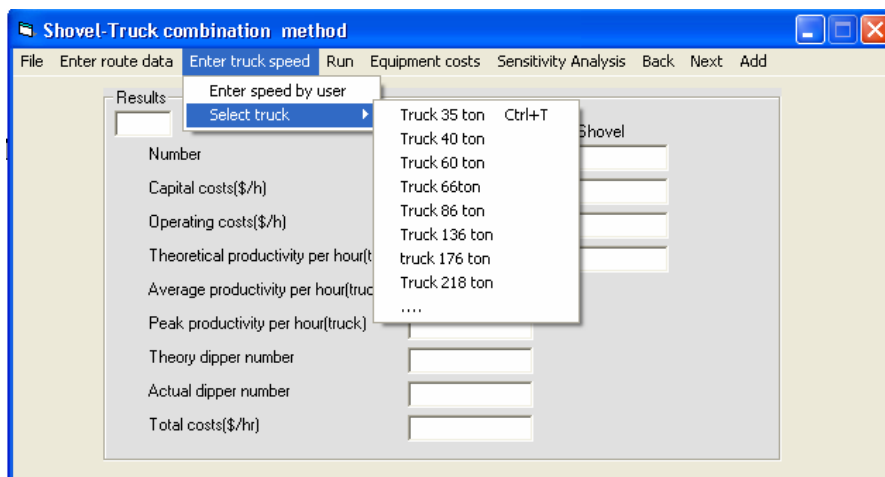 Shovel-Truck combination method
File Enter route data Enter truck speed Run Equipment costs Sensitivity Analysis Back Next Add
Enter speed by user
Select truck
Truck 35 ton Ctrl+T
Truck 40 ton
Truck 60 ton
Truck 66ton
Truck 86 ton
Truck 136 ton
truck 176 ton
Truck 218 ton
....
Results
Shovel
Number
Capital costs($/h)
Operating costs($/h)
Theoretical productivity per hour(t
Average productivity per hour(truc
Peak productivity per hour(truck)
Theory dipper number
Actual dipper number
Total costs($/hr)